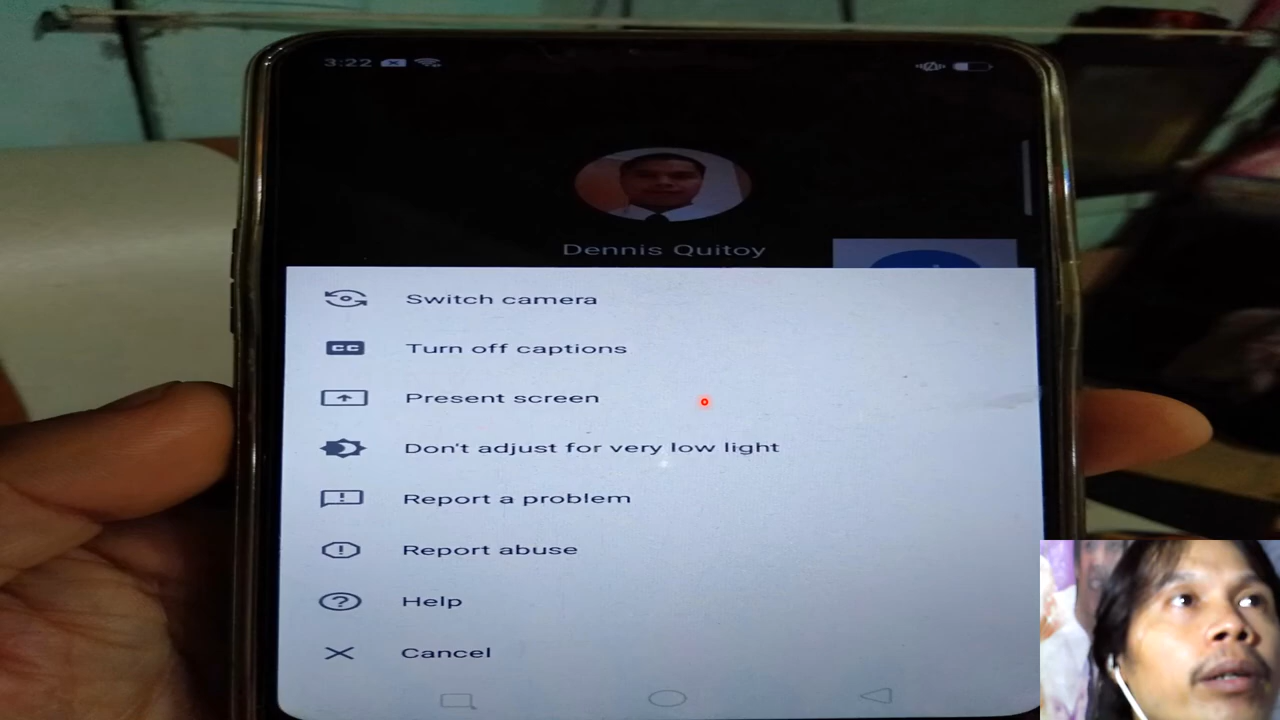 3:22
Dennis Quitoy
Switch camera
CC Turn off captions
Present screen
Don't adjust for very low light
Report a problem
Report abuse
Help
Cancel